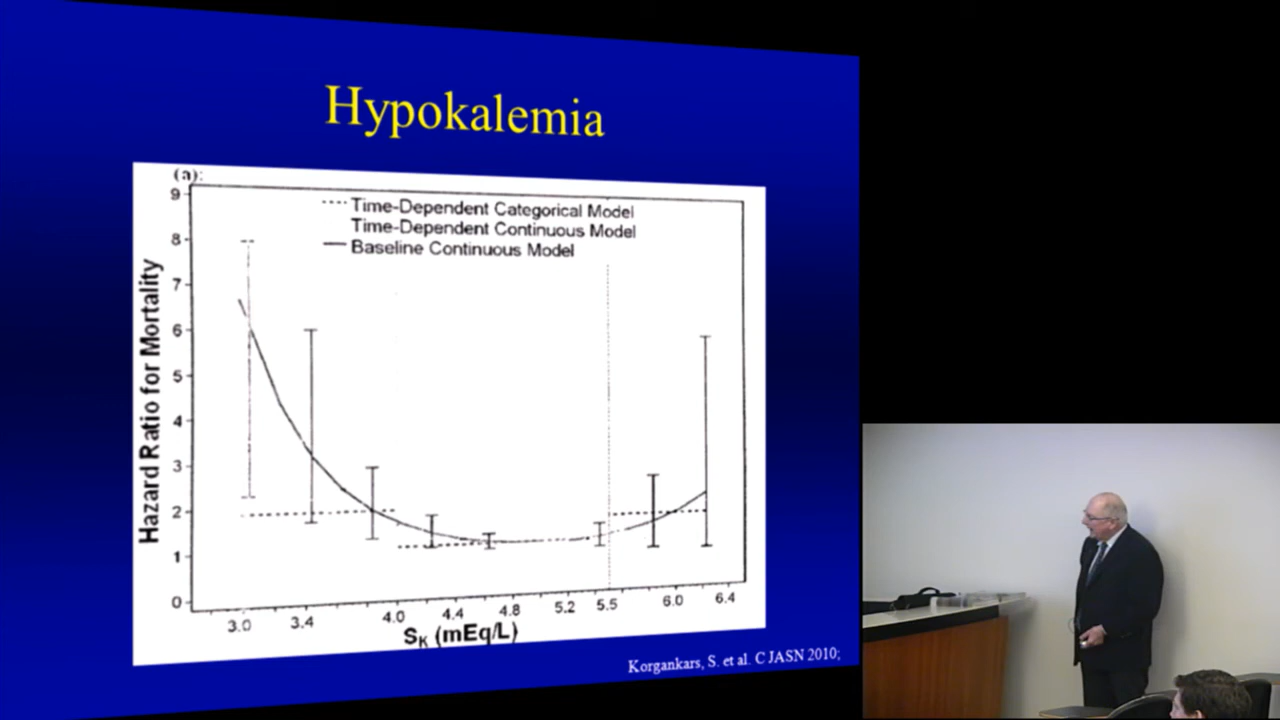 Hypokalemia
(a):
Time-Dependent Categorical Model
Time-Dependent Continuous Model
Baseline Continuous Model
Hazard Ratio for Mortality
9
8
7
6
5
4
3
2
1
0
3.0
3.4
4.0
4.4
4.8
5.2
5.5
6.0
6.4
SK (mEq/L)
Korgankars, S. et al. C JASN 2010;